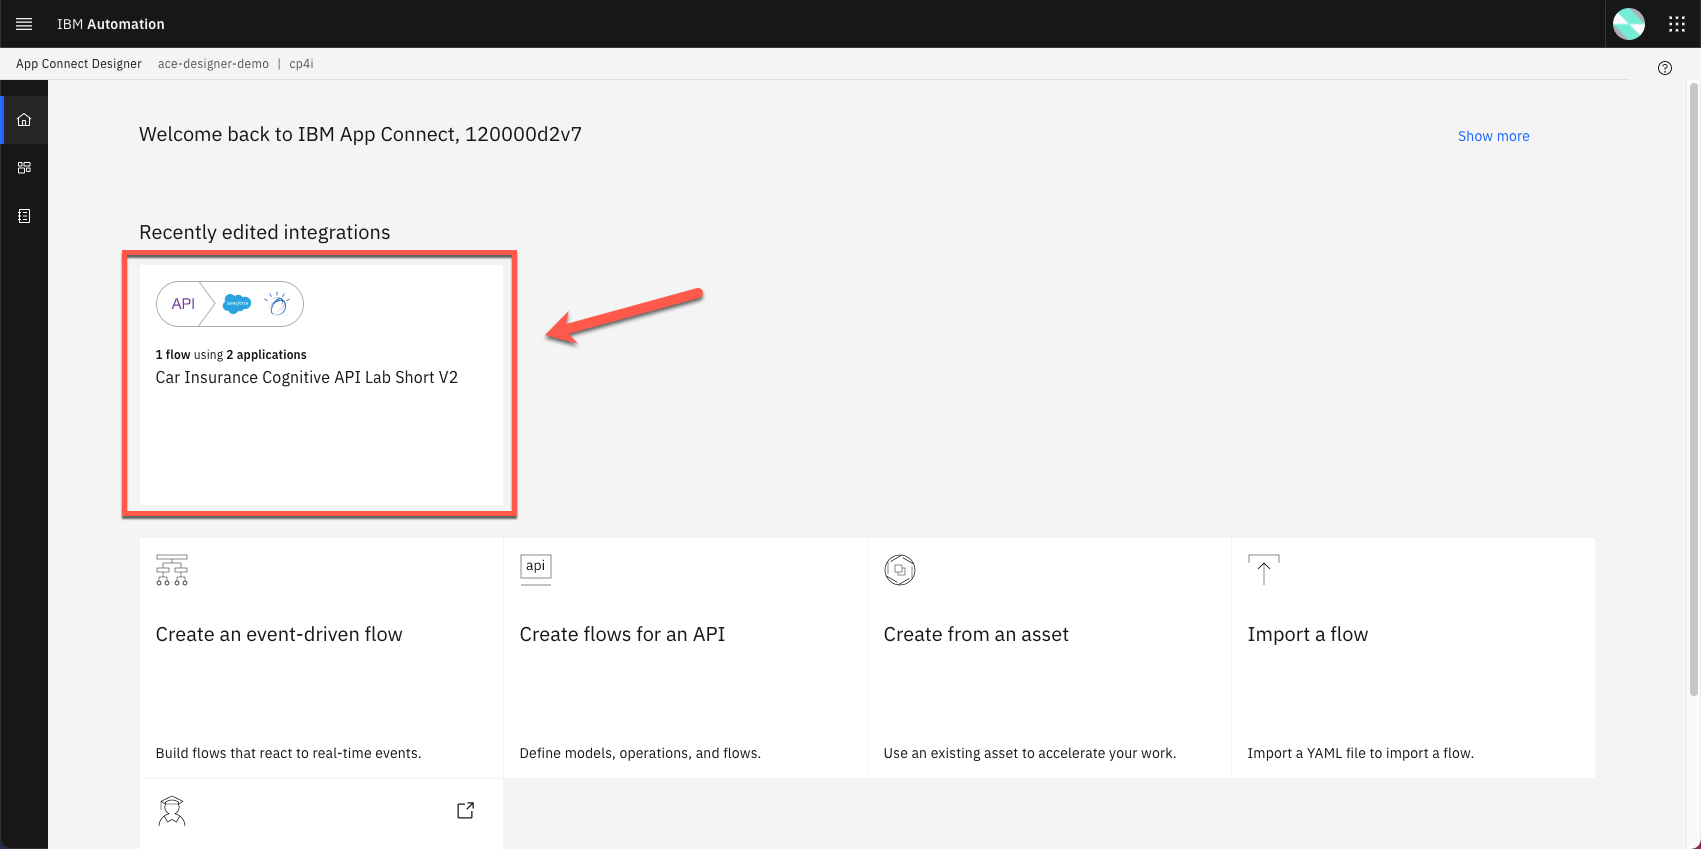 IBM Automation
App Connect Designer ace-designer-demo | cp4i
Welcome back to IBM App Connect, 120000d2v7
Show more
Recently edited integrations
API salesforce
1 flow using 2 applications
Car Insurance Cognitive API Lab Short V2
api
Create an event-driven flow
Create flows for an API
Create from an asset
Import a flow
Build flows that react to real-time events.
Define models, operations, and flows.
Use an existing asset to accelerate your work.
Import a YAML file to import a flow.